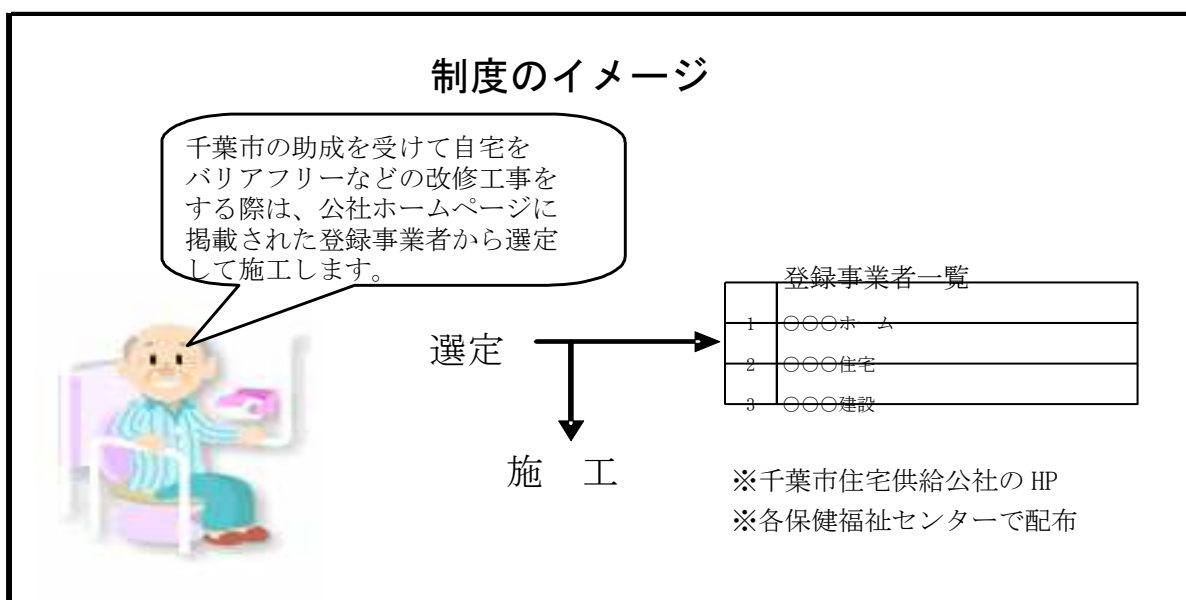 制度のイメージ
千葉市の助成を受けて自宅を
バリアフリーなどの改修工事を
する際は、公社ホームページに
掲載された登録事業者から選定
して施工します。
選定
施　工
登録事業者一覧
1 ○○○ホーム
2 ○○○住宅
3 ○○○建設
※千葉市住宅供給公社の HP
※各保健福祉センターで配布